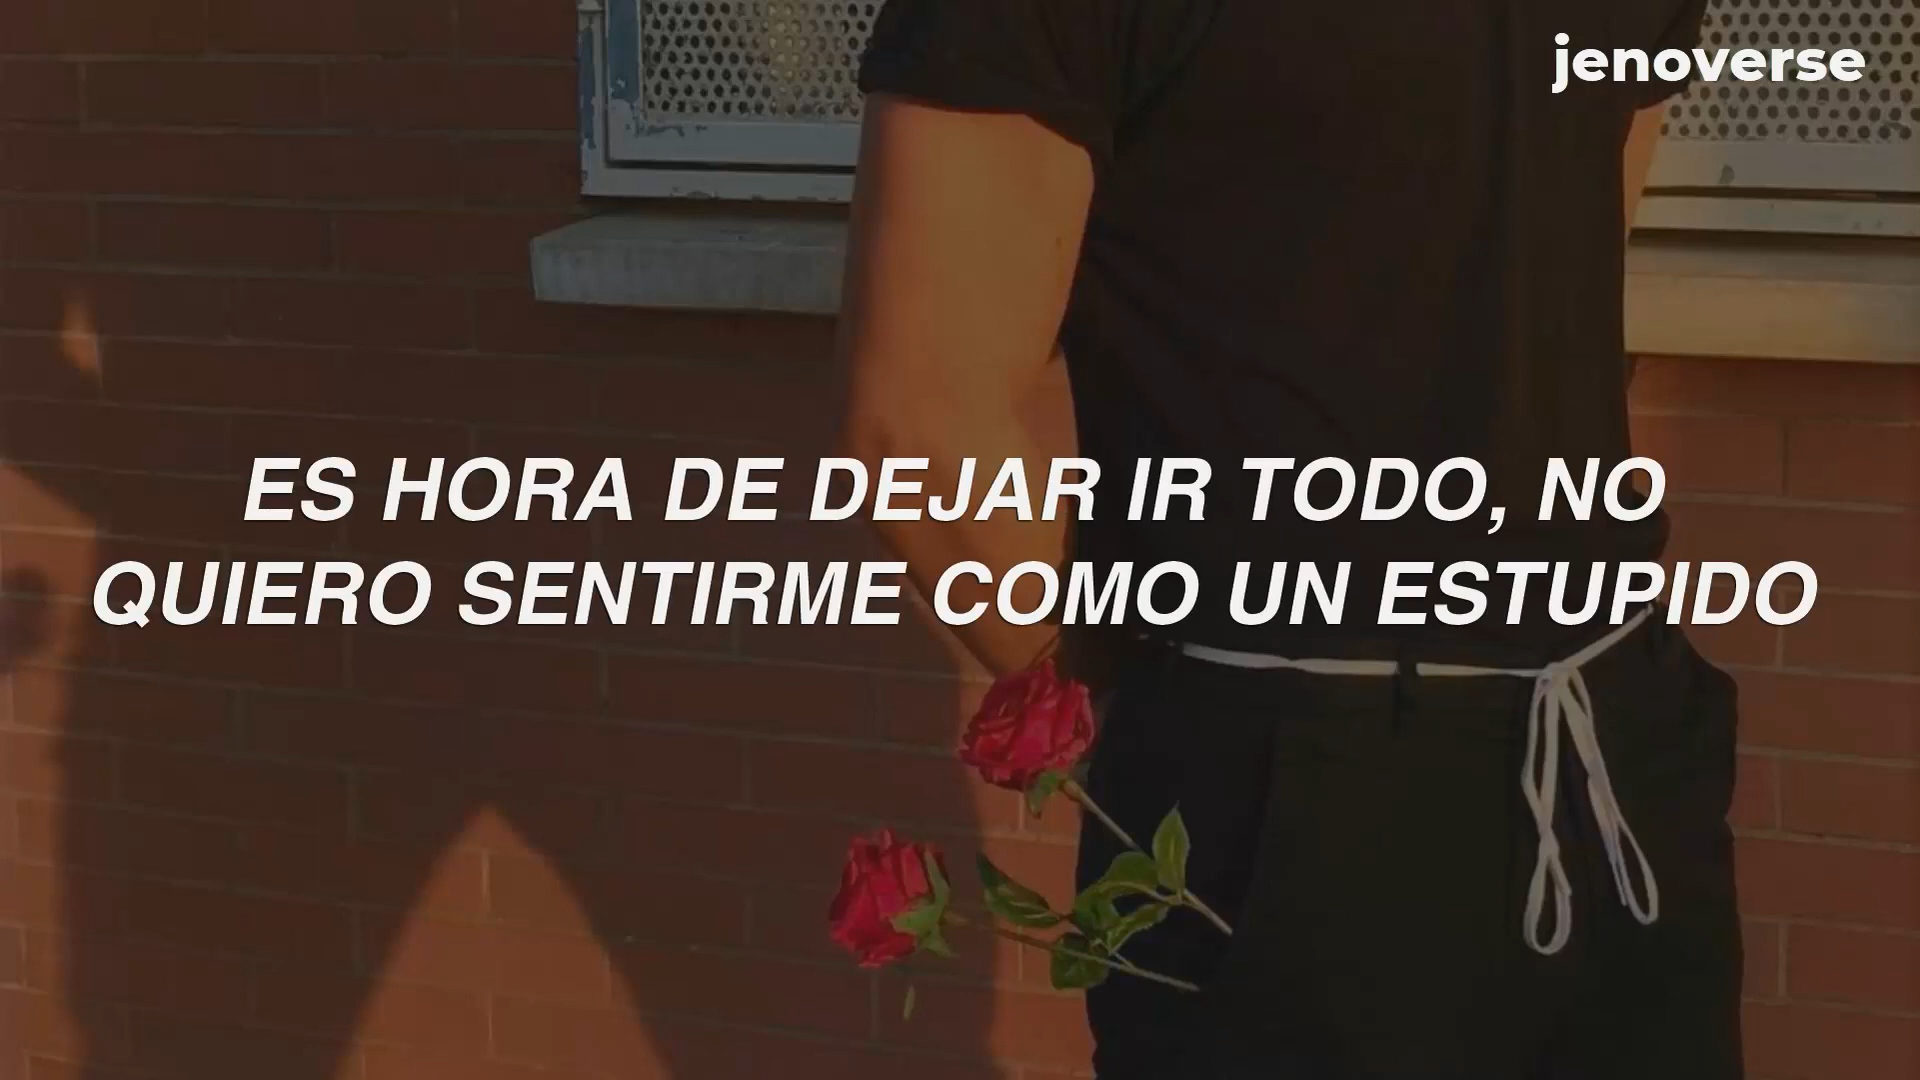 jenoverse
ES HORA DE DEJAR IR TODO, NO
QUIERO SENTIRME COMO UN ESTUPIDO